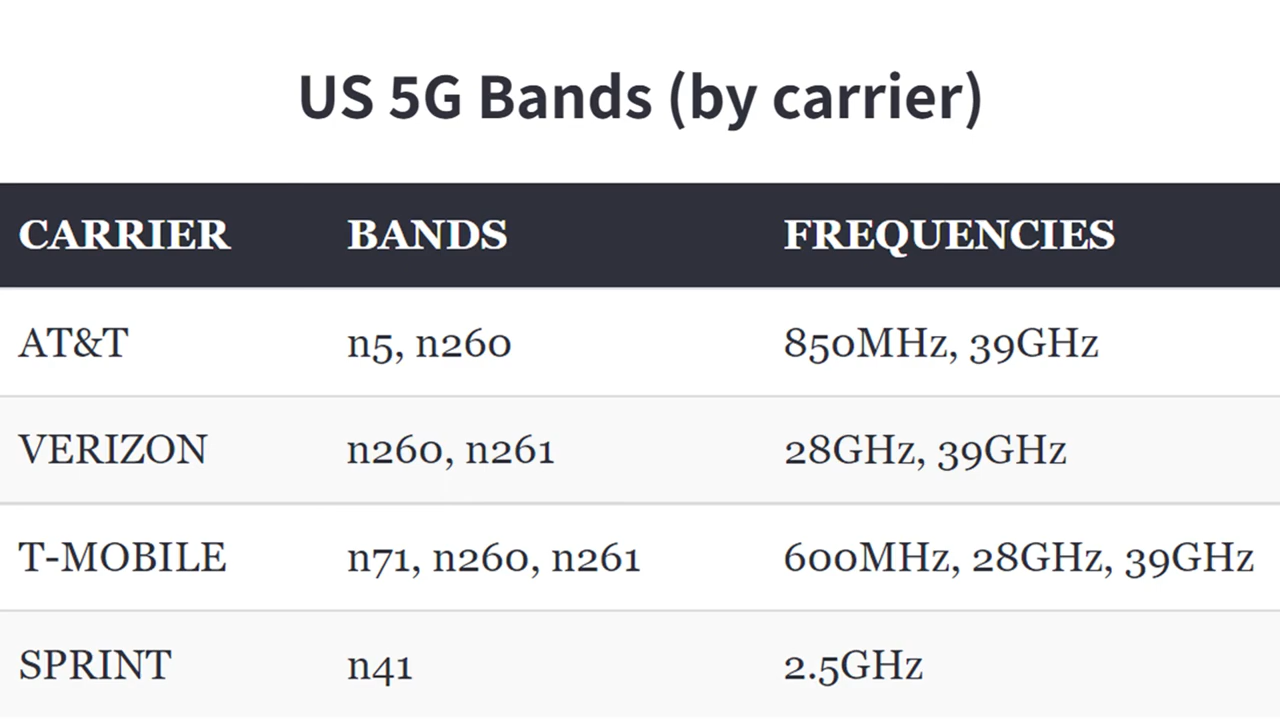 US 5G Bands (by carrier)
CARRIER BANDS FREQUENCIES
AT&T n5, n260 850MHz, 39GHz
VERIZON n260, n261 28GHz, 39GHz
T-MOBILE n71, n260, n261 600MHz, 28GHz, 39GHz
SPRINT n41 2.5GHz